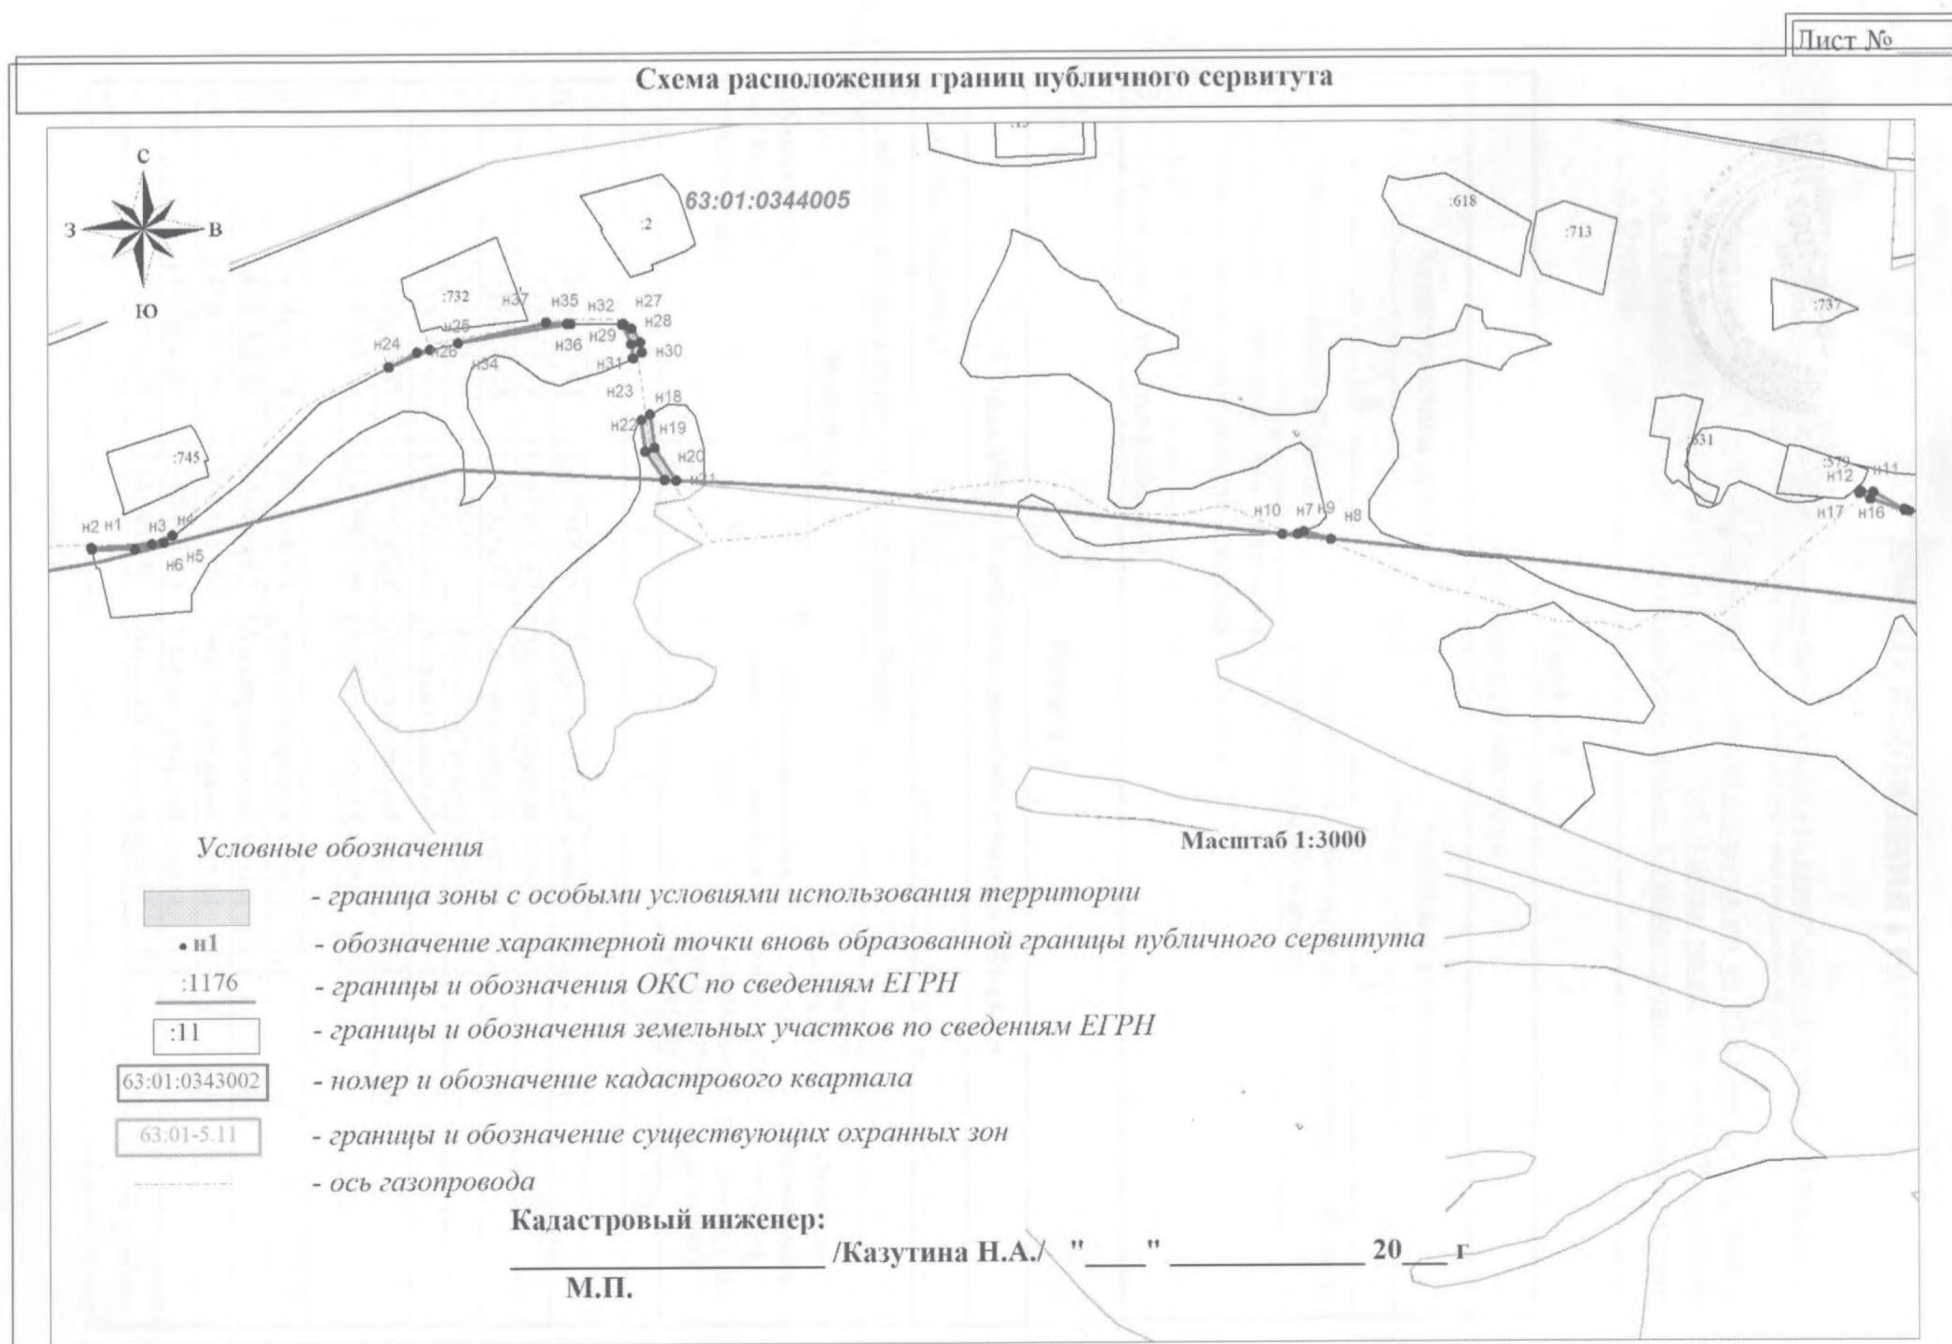 Лист № ____
Схема расположения границ публичного сервитута
С
З
В
Ю
63:01:0344005
:2
:618
:713
:737
:732
н37
н35
н32
н27
н28
н25
н36
н29
н24
н26
н34
н31
н30
н23
н18
н22
н19
н20
н21
:745
:631
:579
н12
н11
н17
н16
н2
н1
н3
н4
н5
н6
н10
н7
н9
н8
Масштаб 1:3000
Условные обозначения
- граница зоны с особыми условиями использования территории
• н1 - обозначение характерной точки вновь образованной границы публичного сервитута
:1176 - границы и обозначения ОКС по сведениям ЕГРН
:11 - границы и обозначения земельных участков по сведениям ЕГРН
63:01:0343002 - номер и обозначение кадастрового квартала
63:01-5.11 - границы и обозначение существующих охранных зон
- ось газопровода
Кадастровый инженер:
____________________ /Казутина Н.А./ "____" _____________ 20___ г
М.П.